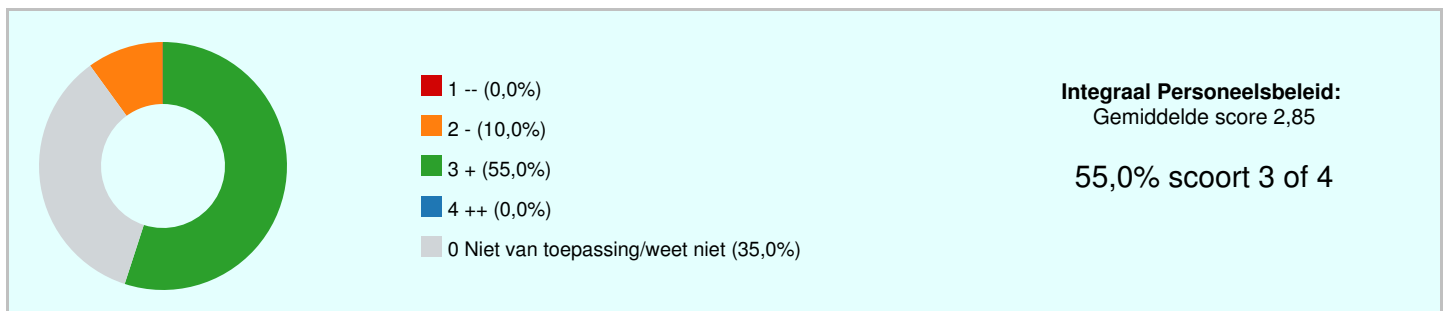 1 -- (0,0%)
2 - (10,0%)
3 + (55,0%)
4 ++ (0,0%)
0 Niet van toepassing/weet niet (35,0%)
Integraal Personeelsbeleid:
Gemiddelde score 2,85
55,0% scoort 3 of 4